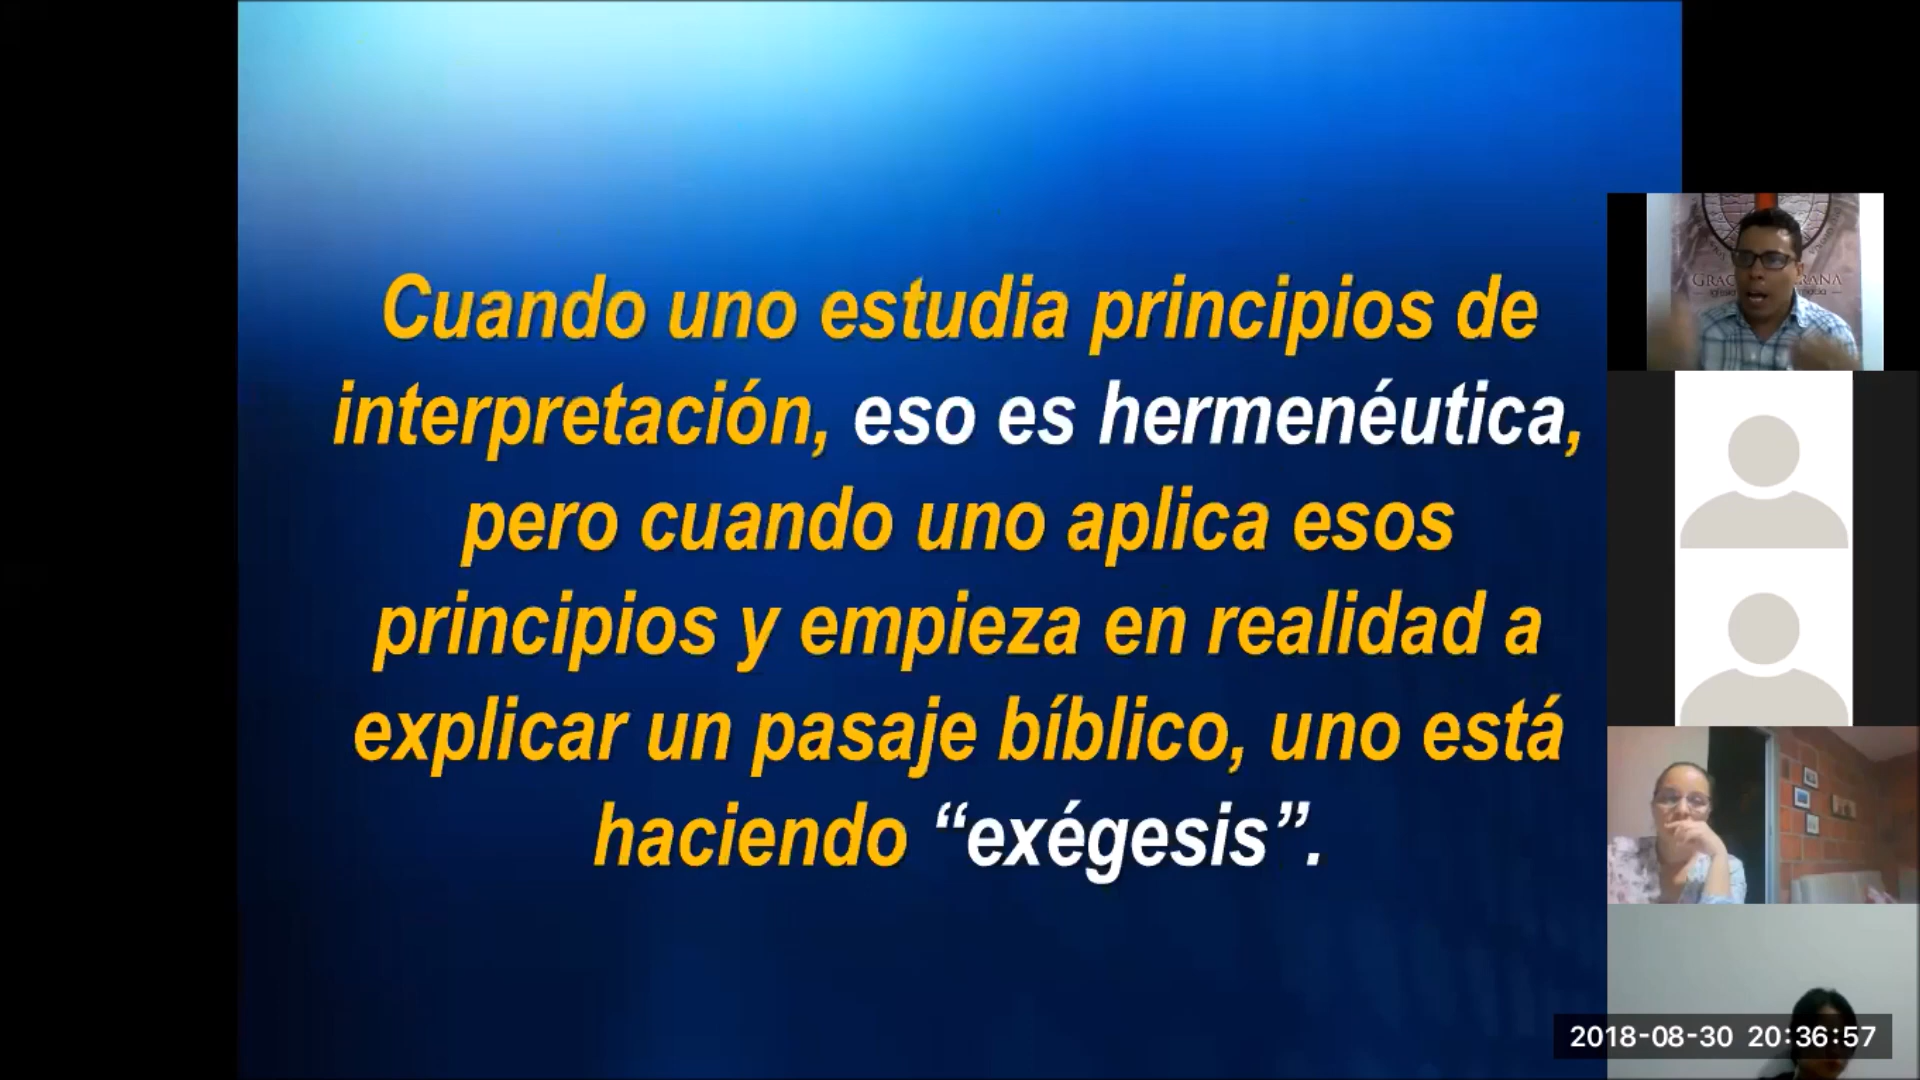 Cuando uno estudia principios de
interpretación, eso es hermenéutica,
pero cuando uno aplica esos
principios y empieza en realidad a
explicar un pasaje bíblico, uno está
haciendo “exégesis”.
2018-08-30 20:36:57